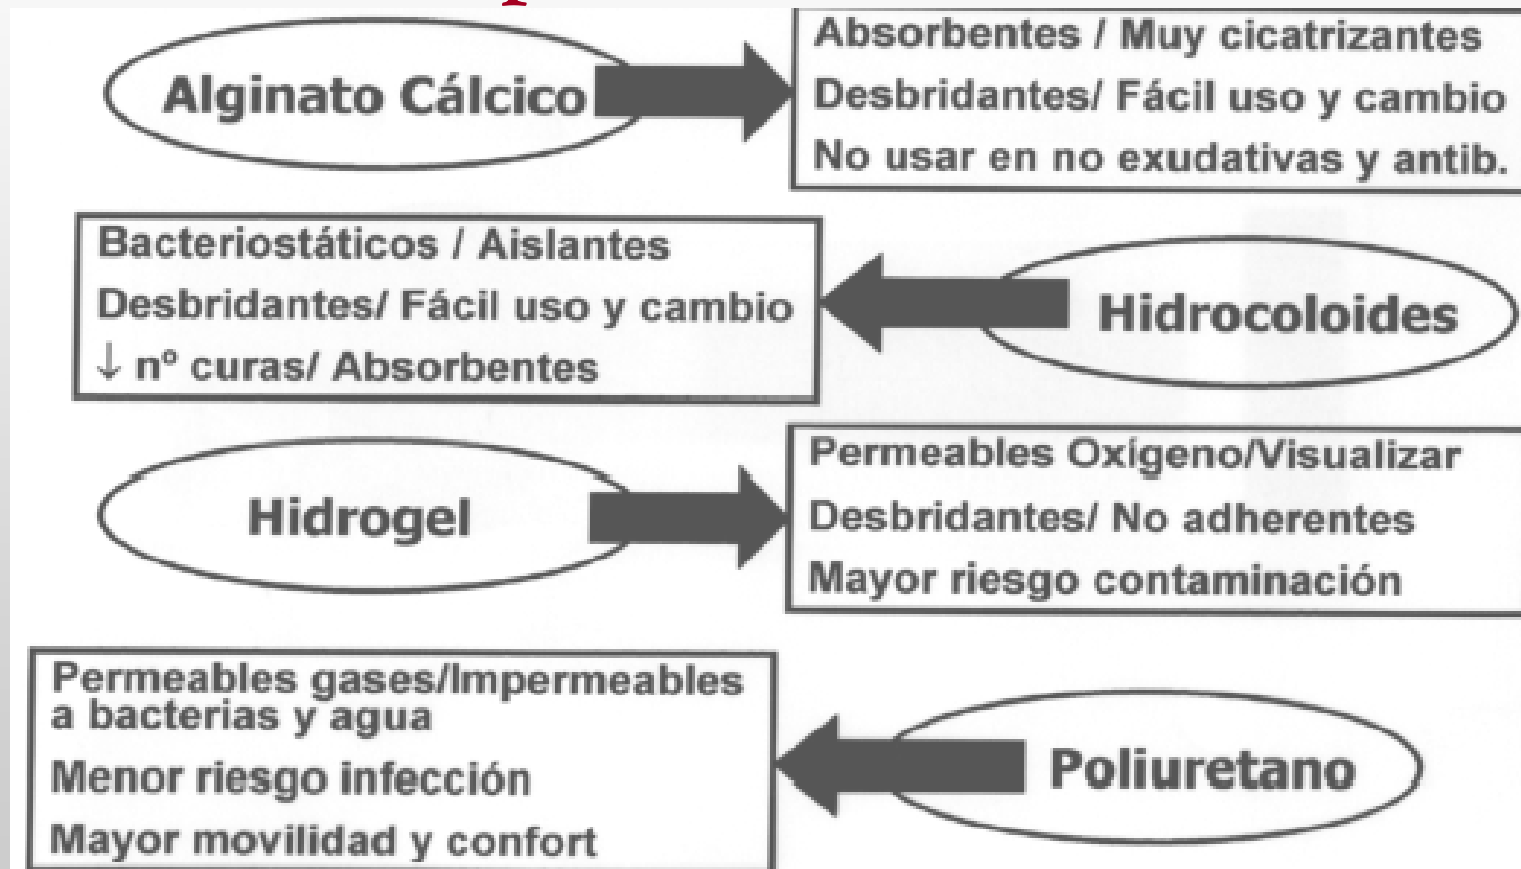 Alginato Cálcico
Absorbentes / Muy cicatrizantes
Desbridantes/ Fácil uso y cambio
No usar en no exudativas y antib.
Bacteriostáticos / Aislantes
Desbridantes/ Fácil uso y cambio
↓ nº curas/ Absorbentes
Hidrocoloides
Hidrogel
Permeables Oxígeno/Visualizar
Desbridantes/ No adherentes
Mayor riesgo contaminación
Permeables gases/Impermeables
a bacterias y agua
Menor riesgo infección
Mayor movilidad y confort
Poliuretano